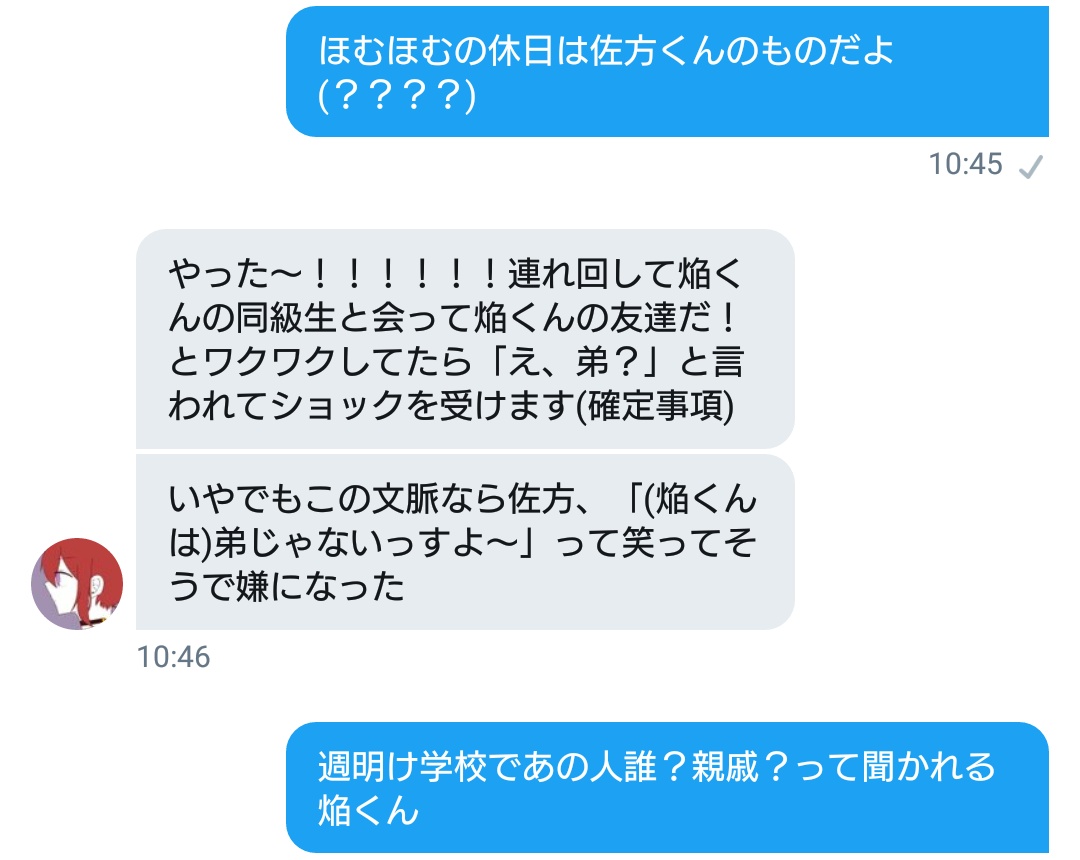 ほむほむの休日は佐方くんのものだよ
(？？？？)
10:45
やった〜！！！！！！連れ回して焔く
んの同級生と会って焔くんの友達だ！
とワクワクしてたら「え、弟？」と言
われてショックを受けます(確定事項)
いやでもこの文脈なら佐方、「(焔くん
は)弟じゃないっすよ〜」って笑ってそ
うで嫌になった
10:46
週明け学校であの人誰？親戚？って聞かれる
焔くん